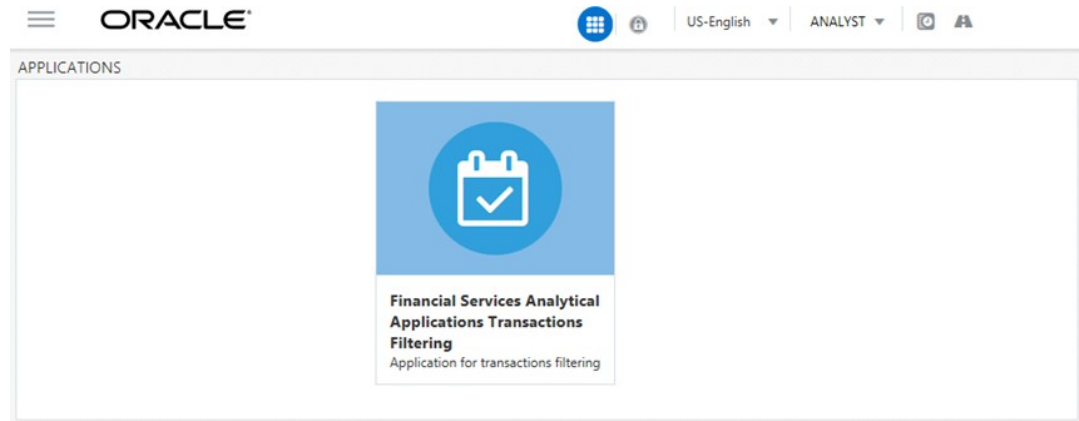 ORACLE
US-English
ANALYST
APPLICATIONS
Financial Services Analytical
Applications Transactions
Filtering
Application for transactions filtering